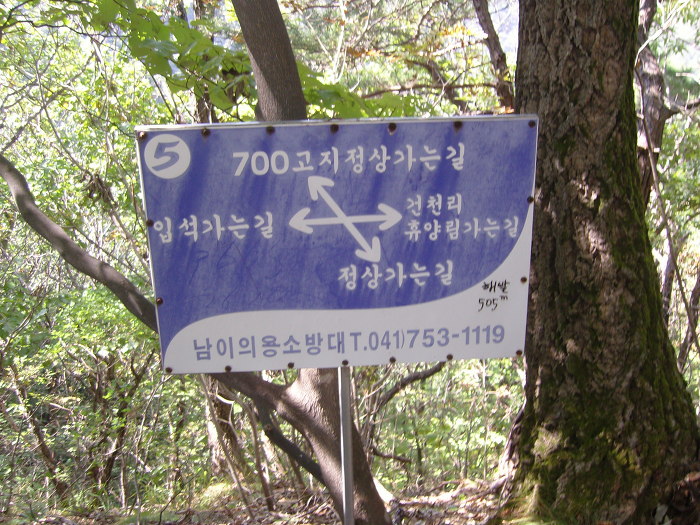 5
700고지정상가는길
입석가는길
건천리
휴양림가는길
정상가는길
해발
505m
남이의용소방대T.041)753-1119